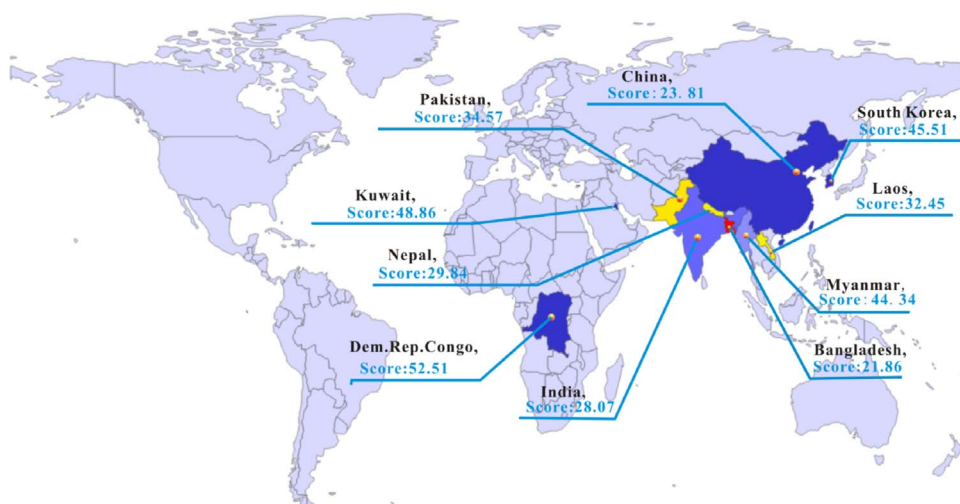 China,
Score: 23. 81
Pakistan,
Score:34.57
South Korea,
Score:45.51
Kuwait,
Score:48.86
Laos,
Score:32.45
Nepal,
Score:29.84
Myanmar,
Score: 44. 34
Dem.Rep.Congo,
Score:52.51
Bangladesh,
Score:21.86
India,
Score:28.07